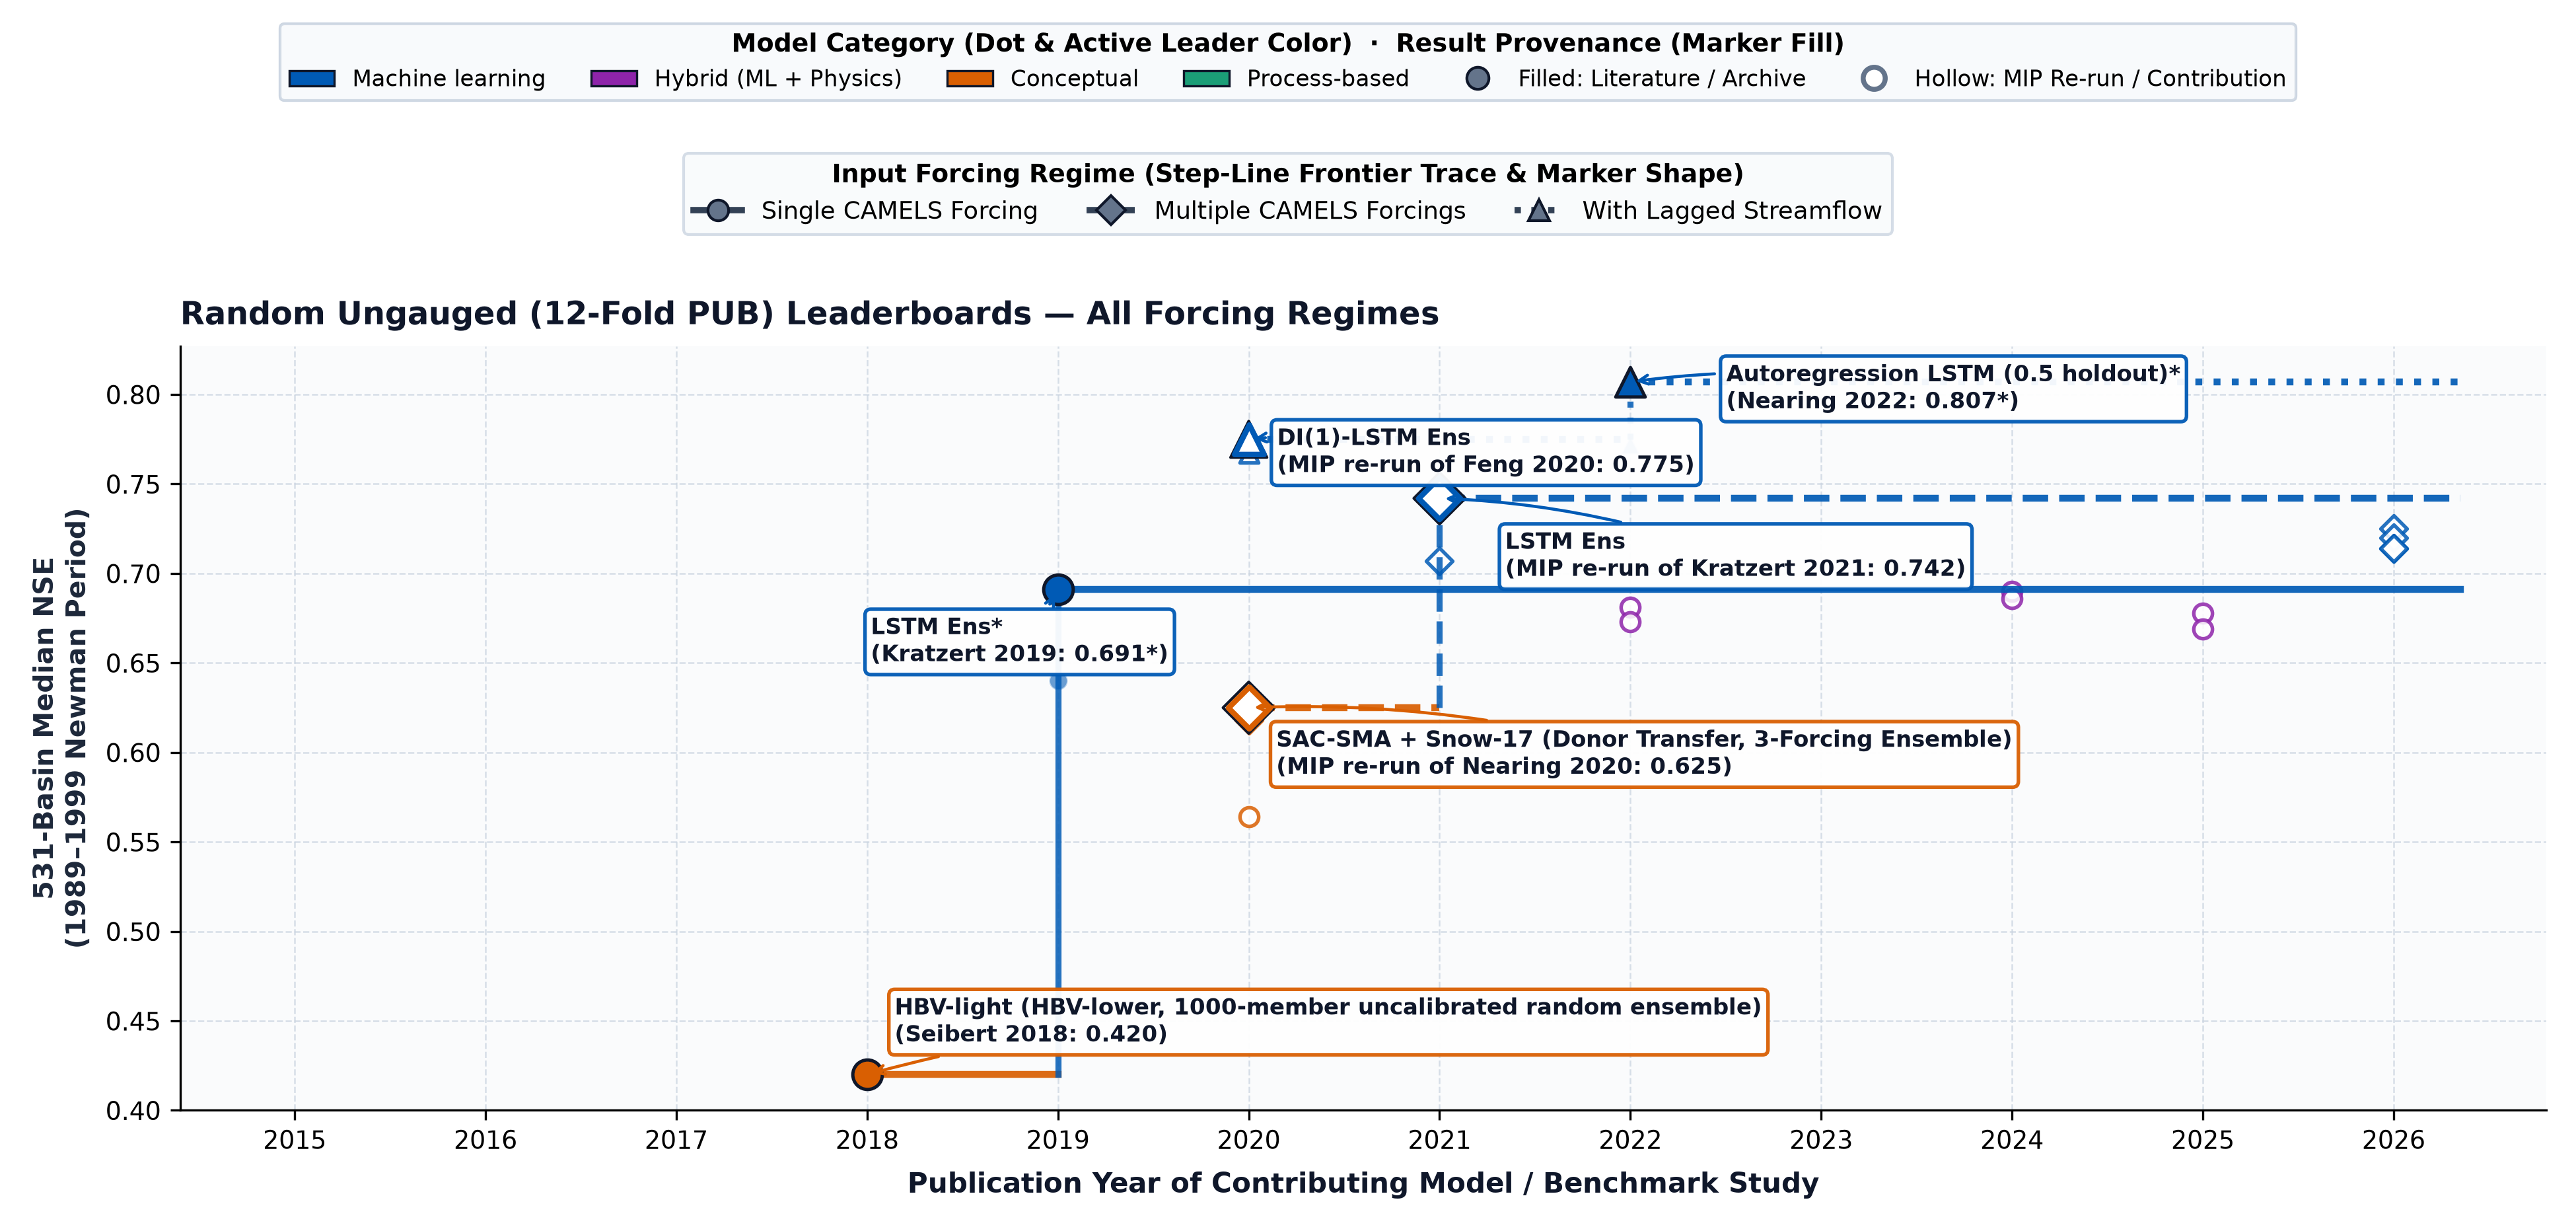 Model Category (Dot & Active Leader Color)  ·  Result Provenance (Marker Fill)
Machine learning
Hybrid (ML + Physics)
Conceptual
Process-based
Filled: Literature / Archive
Hollow: MIP Re-run / Contribution
Input Forcing Regime (Step-Line Frontier Trace & Marker Shape)
Single CAMELS Forcing
Multiple CAMELS Forcings
With Lagged Streamflow
Random Ungauged (12-Fold PUB) Leaderboards — All Forcing Regimes
531-Basin Median NSE
(1989–1999 Newman Period)
0.80
0.75
0.70
0.65
0.60
0.55
0.50
0.45
0.40
Autoregression LSTM (0.5 holdout)*
(Nearing 2022: 0.807*)
DI(1)-LSTM Ens
(MIP re-run of Feng 2020: 0.775)
LSTM Ens
(MIP re-run of Kratzert 2021: 0.742)
LSTM Ens*
(Kratzert 2019: 0.691*)
SAC-SMA + Snow-17 (Donor Transfer, 3-Forcing Ensemble)
(MIP re-run of Nearing 2020: 0.625)
HBV-light (HBV-lower, 1000-member uncalibrated random ensemble)
(Seibert 2018: 0.420)
2015
2016
2017
2018
2019
2020
2021
2022
2023
2024
2025
2026
Publication Year of Contributing Model / Benchmark Study